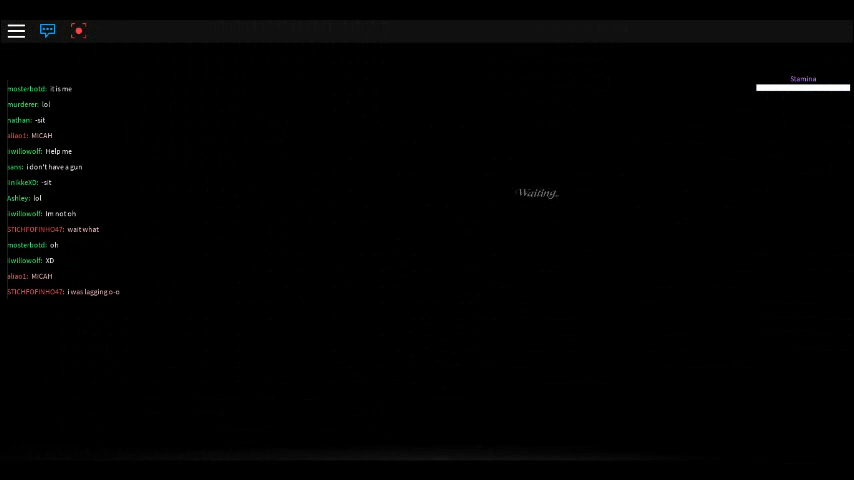 Stamina
mosterbotd: it is me
murderer: lol
nathan: -sit
aliao1: MICAH
iiwillowolf: Help me
sans: i don't have a gun
IinikkeXD: -sit
Ashley: lol
iiwillowolf: Im not oh
STICHFOFINHO47: wait what
mosterbotd: oh
iiwillowolf: XD
aliao1: MICAH
STICHFOFINHO47: i was lagging o-o
Waiting..